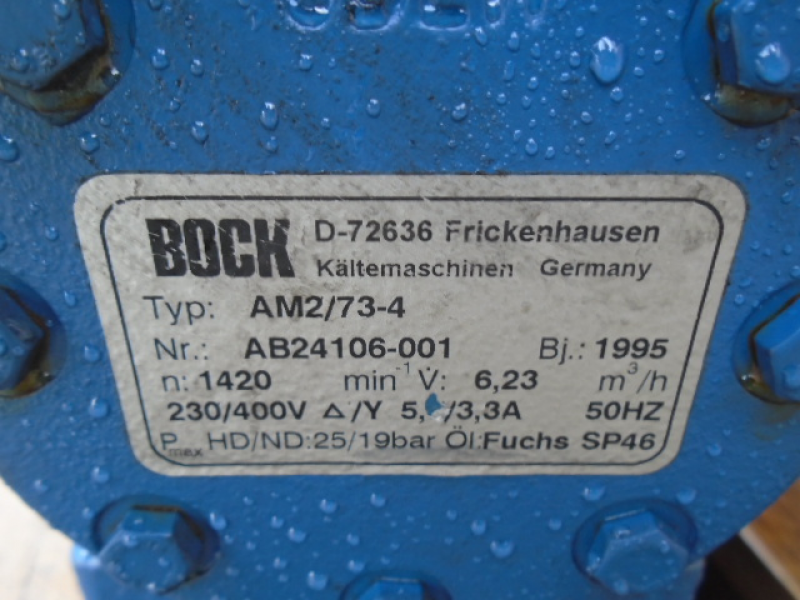 BOCK D-72636 Frickenhausen
Kältemaschinen Germany
Typ: AM2/73-4
Nr.: AB24106-001 Bj.: 1995
n: 1420 min⁻¹ V̇: 6,23 m³/h
230/400V Δ/Y 5, /3,3A 50HZ
Pmax HD/ND:25/19bar Öl:Fuchs SP46